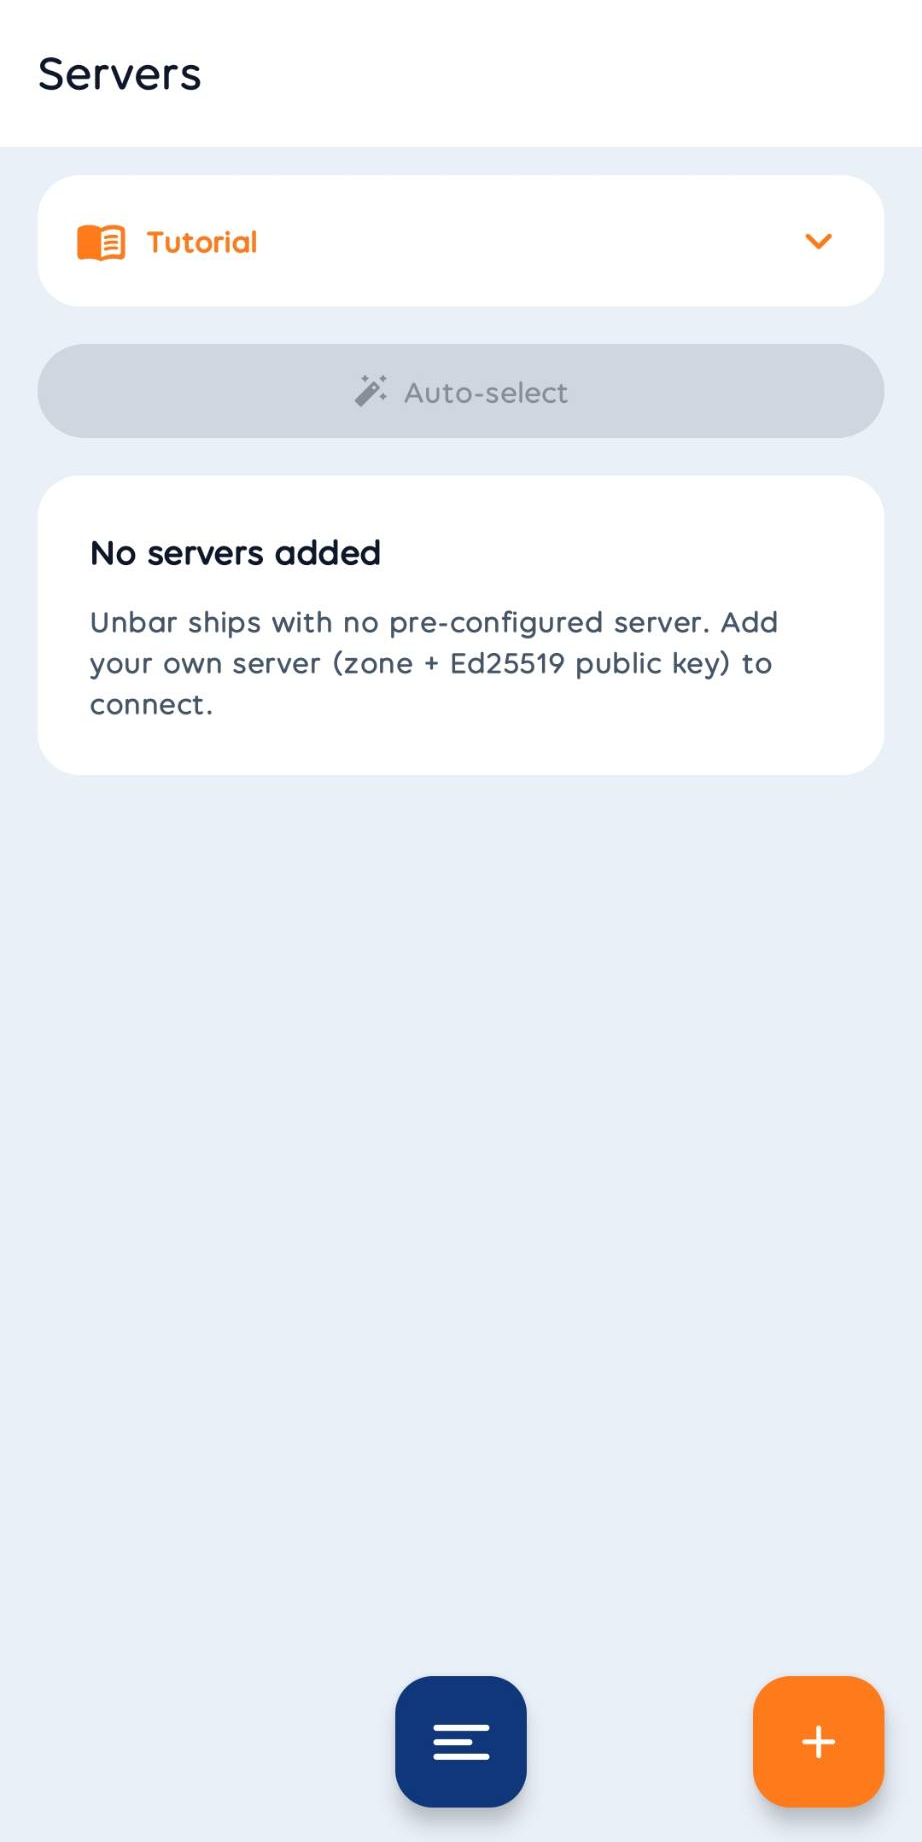 Servers
Tutorial
Auto-select
No servers added
Unbar ships with no pre-configured server. Add
your own server (zone + Ed25519 public key) to
connect.